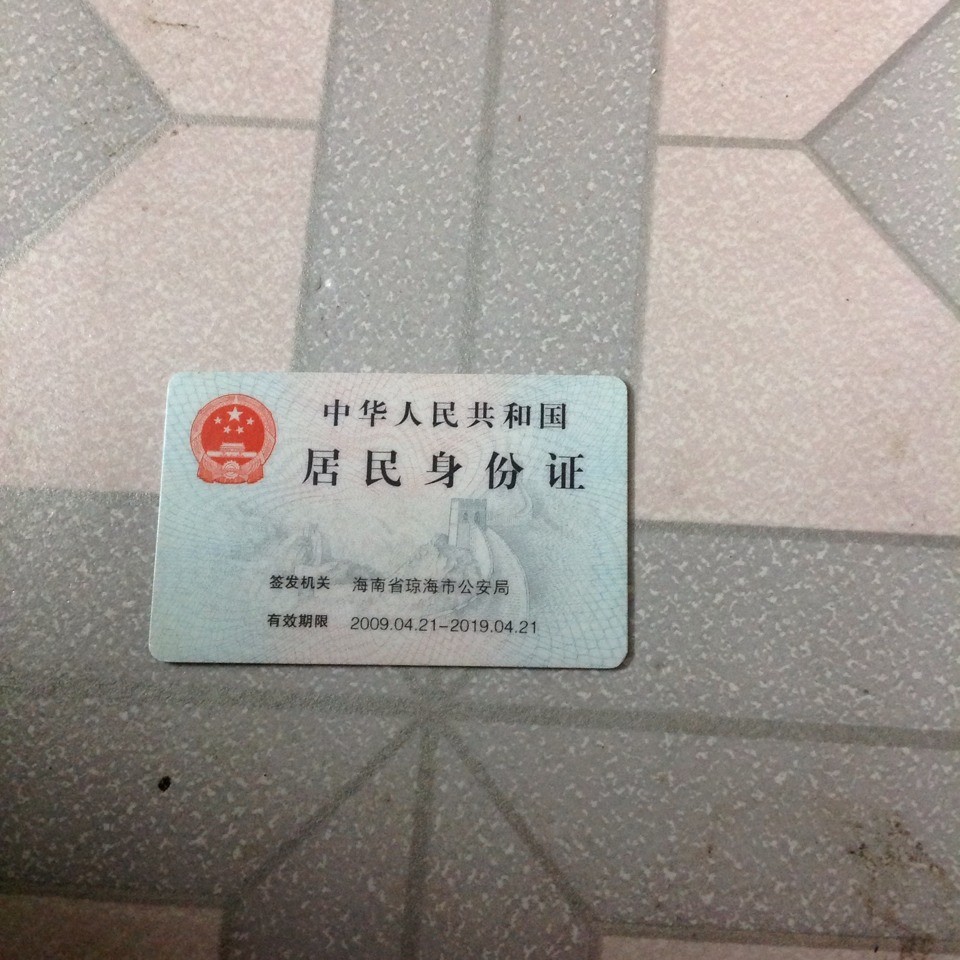 中华人民共和国
居民身份证
签发机关 海南省琼海市公安局
有效期限 2009.04.21-2019.04.21